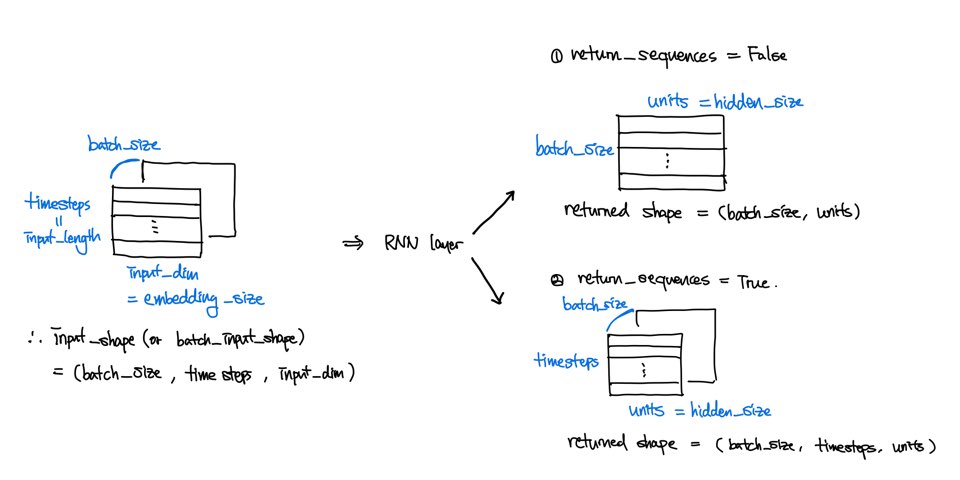 batch_size
timesteps
=
input_length
input_dim
= embedding_size
∴ Input_shape (or batch_input_shape)
= (batch_size, time steps, input_dim)
⇒ RNN layer
① return_sequences = False
units = hidden_size
batch_size
returned shape = (batch_size, units)
② return_sequences = True.
batch_size
timesteps
units = hidden_size
returned shape = (batch_size, timesteps, units)